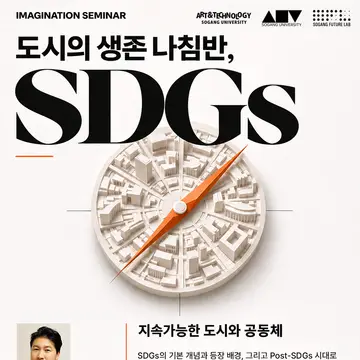 IMAGINATION SEMINAR
ART&TECHNOLOGY
SOGANG UNIVERSITY
SOGANG UNIVERSITY
SOGANG FUTURE LAB
도시의 생존 나침반,
SDGs
지속가능한 도시와 공동체
SDGs의 기본 개념과 등장 배경, 그리고 Post-SDGs 시대로